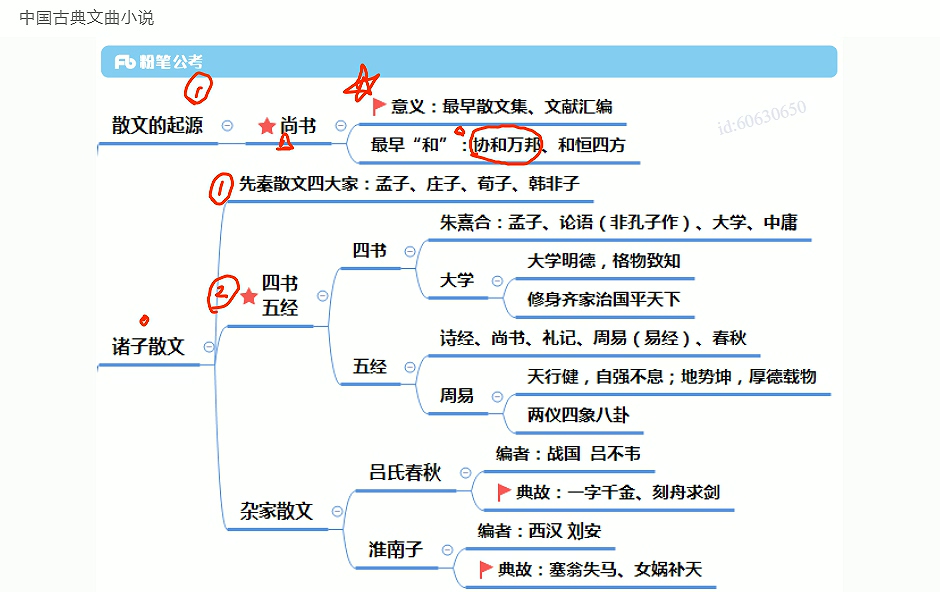 中国古典文曲小说
Fb 粉笔公考
id:60630650
散文的起源
尚书
意义：最早散文集、文献汇编
最早“和”：协和万邦、和恒四方
1
先秦散文四大家：孟子、庄子、荀子、韩非子
2
诸子散文
四书
五经
四书
朱熹合：孟子、论语（非孔子作）、大学、中庸
大学
大学明德，格物致知
修身齐家治国平天下
五经
诗经、尚书、礼记、周易（易经）、春秋
周易
天行健，自强不息；地势坤，厚德载物
两仪四象八卦
杂家散文
吕氏春秋
编者：战国 吕不韦
典故：一字千金、刻舟求剑
淮南子
编者：西汉 刘安
典故：塞翁失马、女娲补天